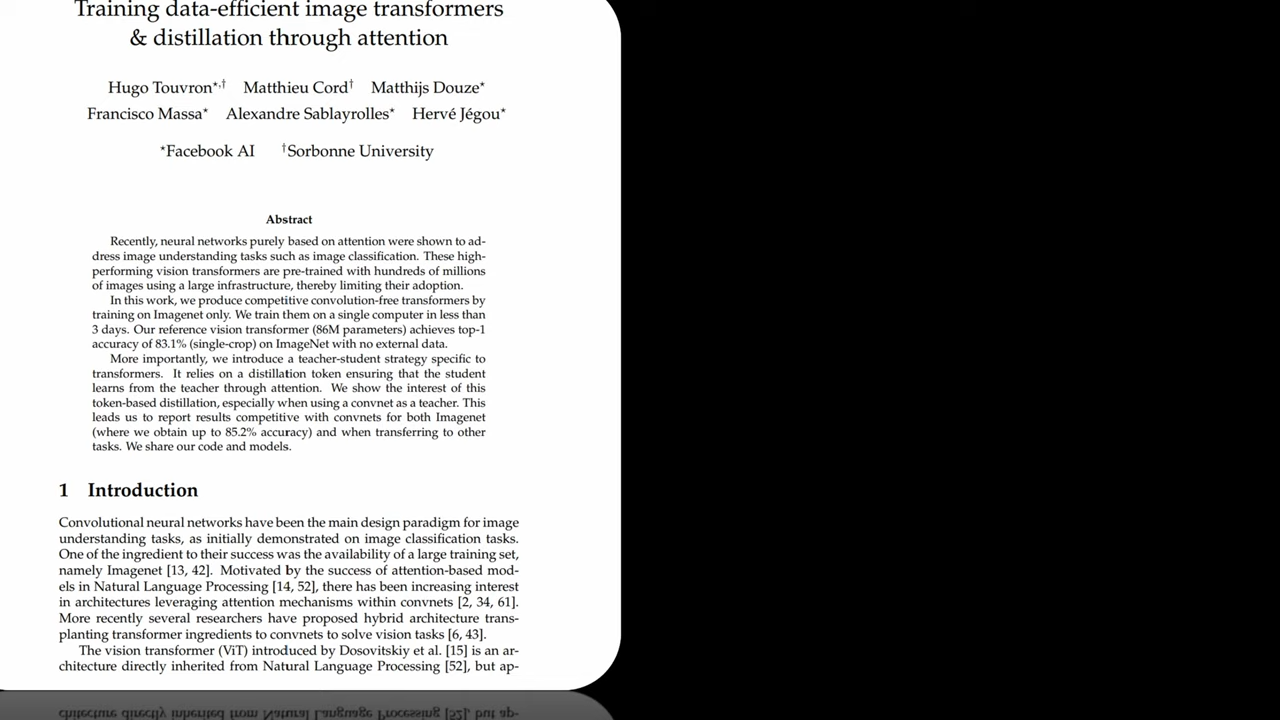 Training data-efficient image transformers
& distillation through attention
Hugo Touvron⋆,† Matthieu Cord† Matthijs Douze⋆
Francisco Massa⋆ Alexandre Sablayrolles⋆ Hervé Jégou⋆
⋆Facebook AI †Sorbonne University
Abstract
Recently, neural networks purely based on attention were shown to ad-
dress image understanding tasks such as image classification. These high-
performing vision transformers are pre-trained with hundreds of millions
of images using a large infrastructure, thereby limiting their adoption.
In this work, we produce competitive convolution-free transformers by
training on Imagenet only. We train them on a single computer in less than
3 days. Our reference vision transformer (86M parameters) achieves top-1
accuracy of 83.1% (single-crop) on ImageNet with no external data.
More importantly, we introduce a teacher-student strategy specific to
transformers. It relies on a distillation token ensuring that the student
learns from the teacher through attention. We show the interest of this
token-based distillation, especially when using a convnet as a teacher. This
leads us to report results competitive with convnets for both Imagenet
(where we obtain up to 85.2% accuracy) and when transferring to other
tasks. We share our code and models.
1 Introduction
Convolutional neural networks have been the main design paradigm for image
understanding tasks, as initially demonstrated on image classification tasks.
One of the ingredient to their success was the availability of a large training set,
namely Imagenet [13, 42]. Motivated by the success of attention-based mod-
els in Natural Language Processing [14, 52], there has been increasing interest
in architectures leveraging attention mechanisms within convnets [2, 34, 61].
More recently several researchers have proposed hybrid architecture trans-
planting transformer ingredients to convnets to solve vision tasks [6, 43].
The vision transformer (ViT) introduced by Dosovitskiy et al. [15] is an ar-
chitecture directly inherited from Natural Language Processing [52], but ap-